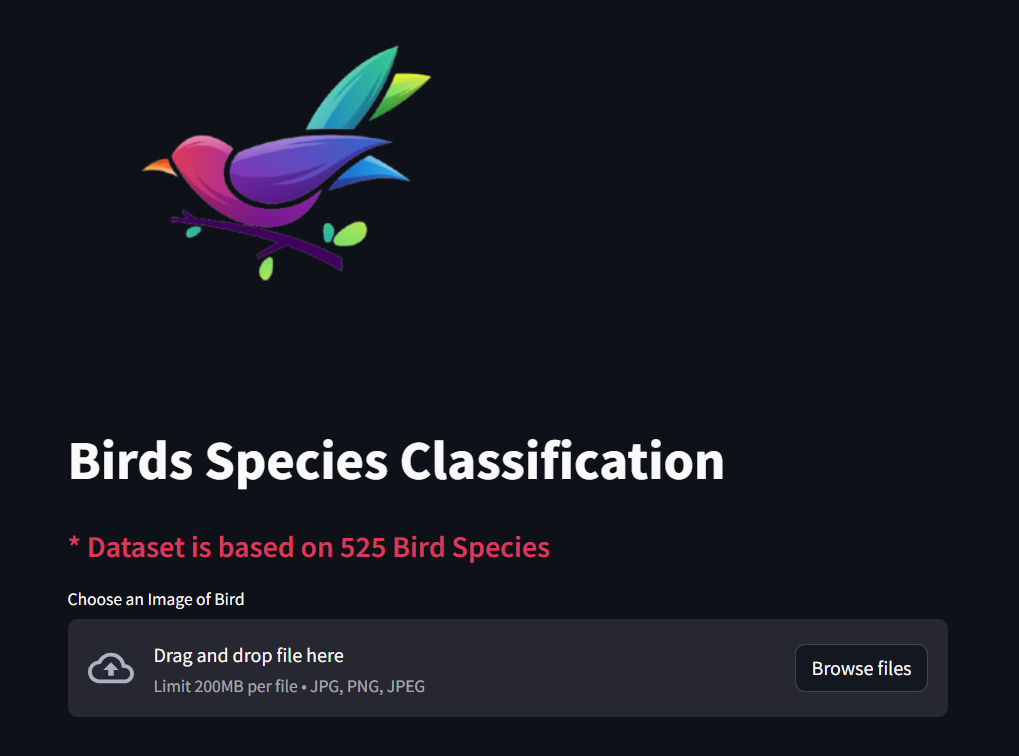 Birds Species Classification
* Dataset is based on 525 Bird Species
Choose an Image of Bird
Drag and drop file here
Limit 200MB per file • JPG, PNG, JPEG
Browse files